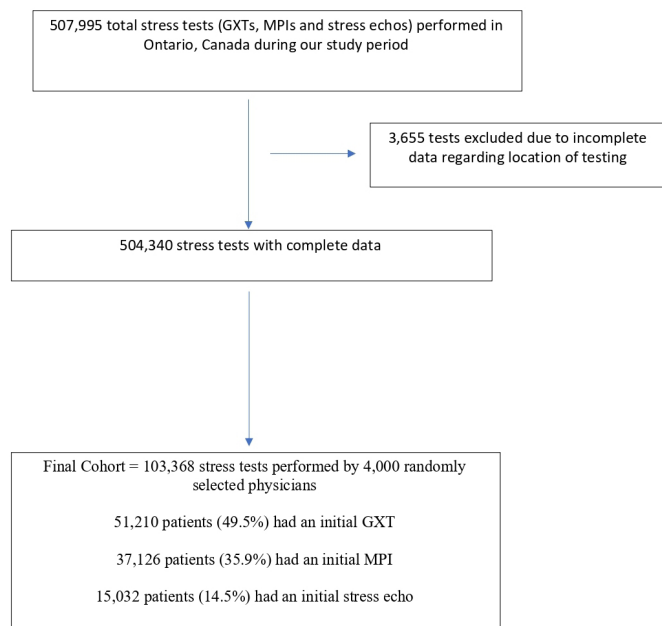 507,995 total stress tests (GXTs, MPIs and stress echos) performed in
Ontario, Canada during our study period
3,655 tests excluded due to incomplete
data regarding location of testing
504,340 stress tests with complete data
Final Cohort = 103,368 stress tests performed by 4,000 randomly
selected physicians
51,210 patients (49.5%) had an initial GXT
37,126 patients (35.9%) had an initial MPI
15,032 patients (14.5%) had an initial stress echo